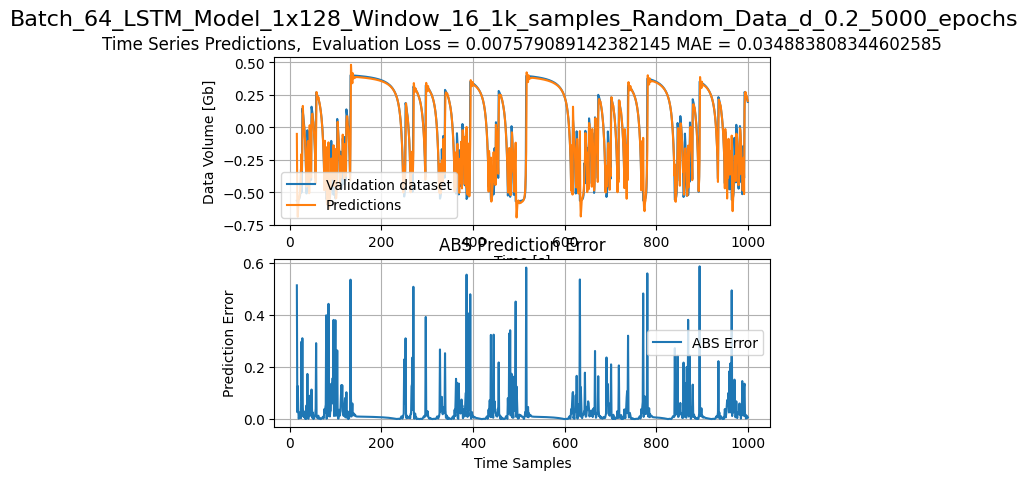 Batch_64_LSTM_Model_1x128_Window_16_1k_samples_Random_Data_d_0.2_5000_epochs
Time Series Predictions,  Evaluation Loss = 0.007579089142382145 MAE = 0.034883808344602585
Data Volume [Gb]
0.50
0.25
0.00
−0.25
−0.50
−0.75
Validation dataset
Predictions
0 200 400 600 800 1000
Time [s]
ABS Prediction Error
Prediction Error
0.6
0.4
0.2
0.0
ABS Error
0 200 400 600 800 1000
Time Samples